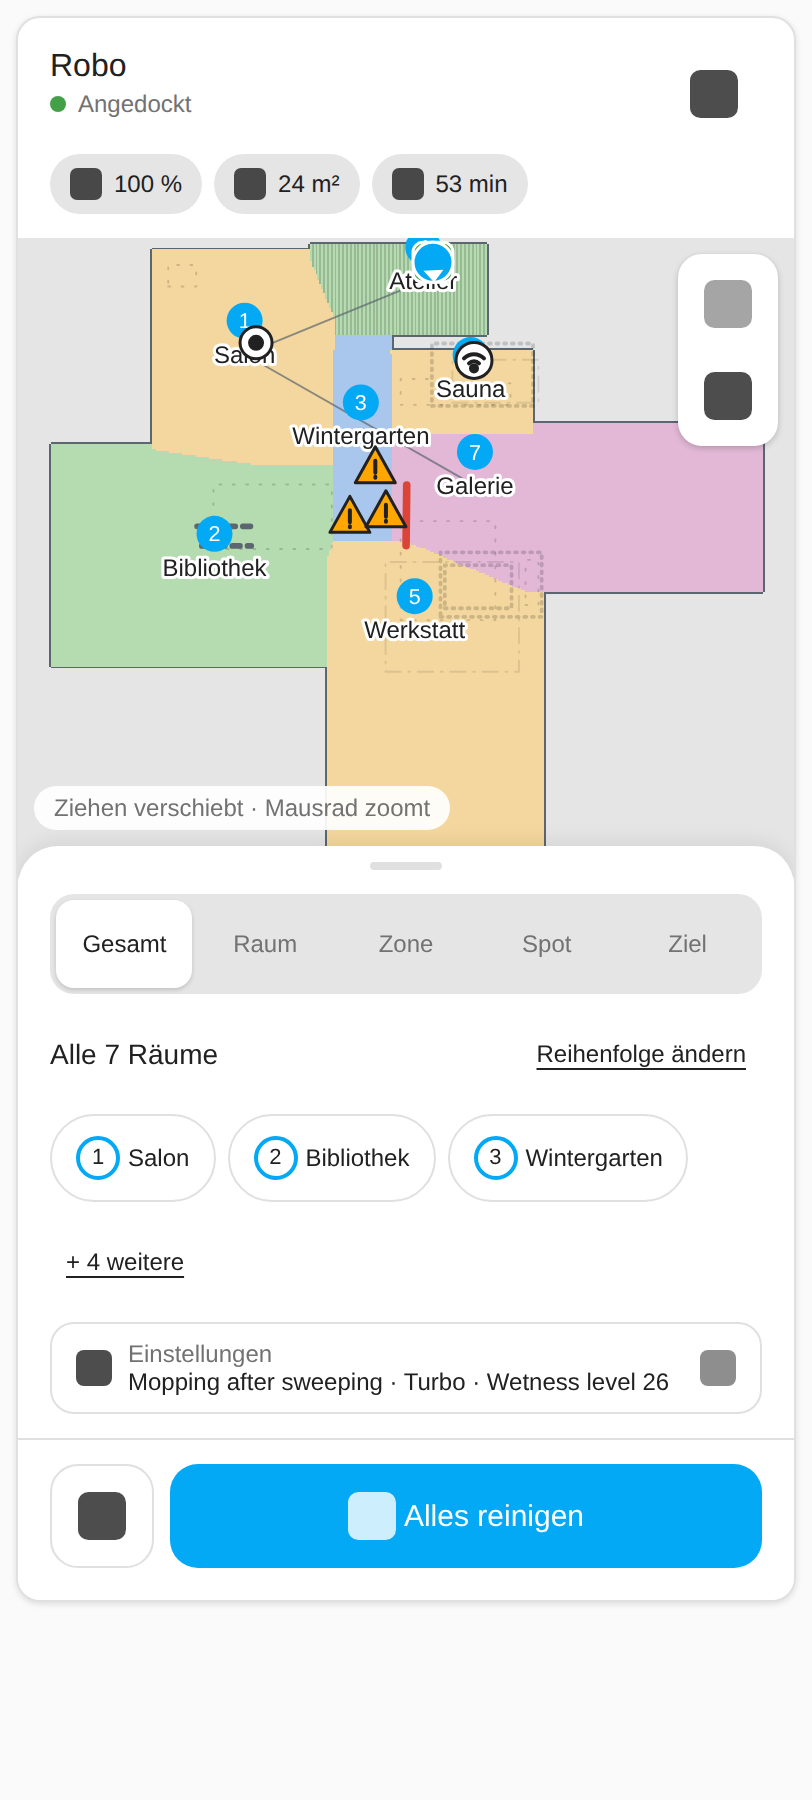 Robo
Angedockt
100 %
24 m²
53 min
Atelier
1
Salon
Sauna
3
Wintergarten
7
Galerie
2
Bibliothek
5
Werkstatt
Ziehen verschiebt · Mausrad zoomt
Gesamt
Raum
Zone
Spot
Ziel
Alle 7 Räume
Reihenfolge ändern
1 Salon
2 Bibliothek
3 Wintergarten
+ 4 weitere
Einstellungen
Mopping after sweeping · Turbo · Wetness level 26
Alles reinigen